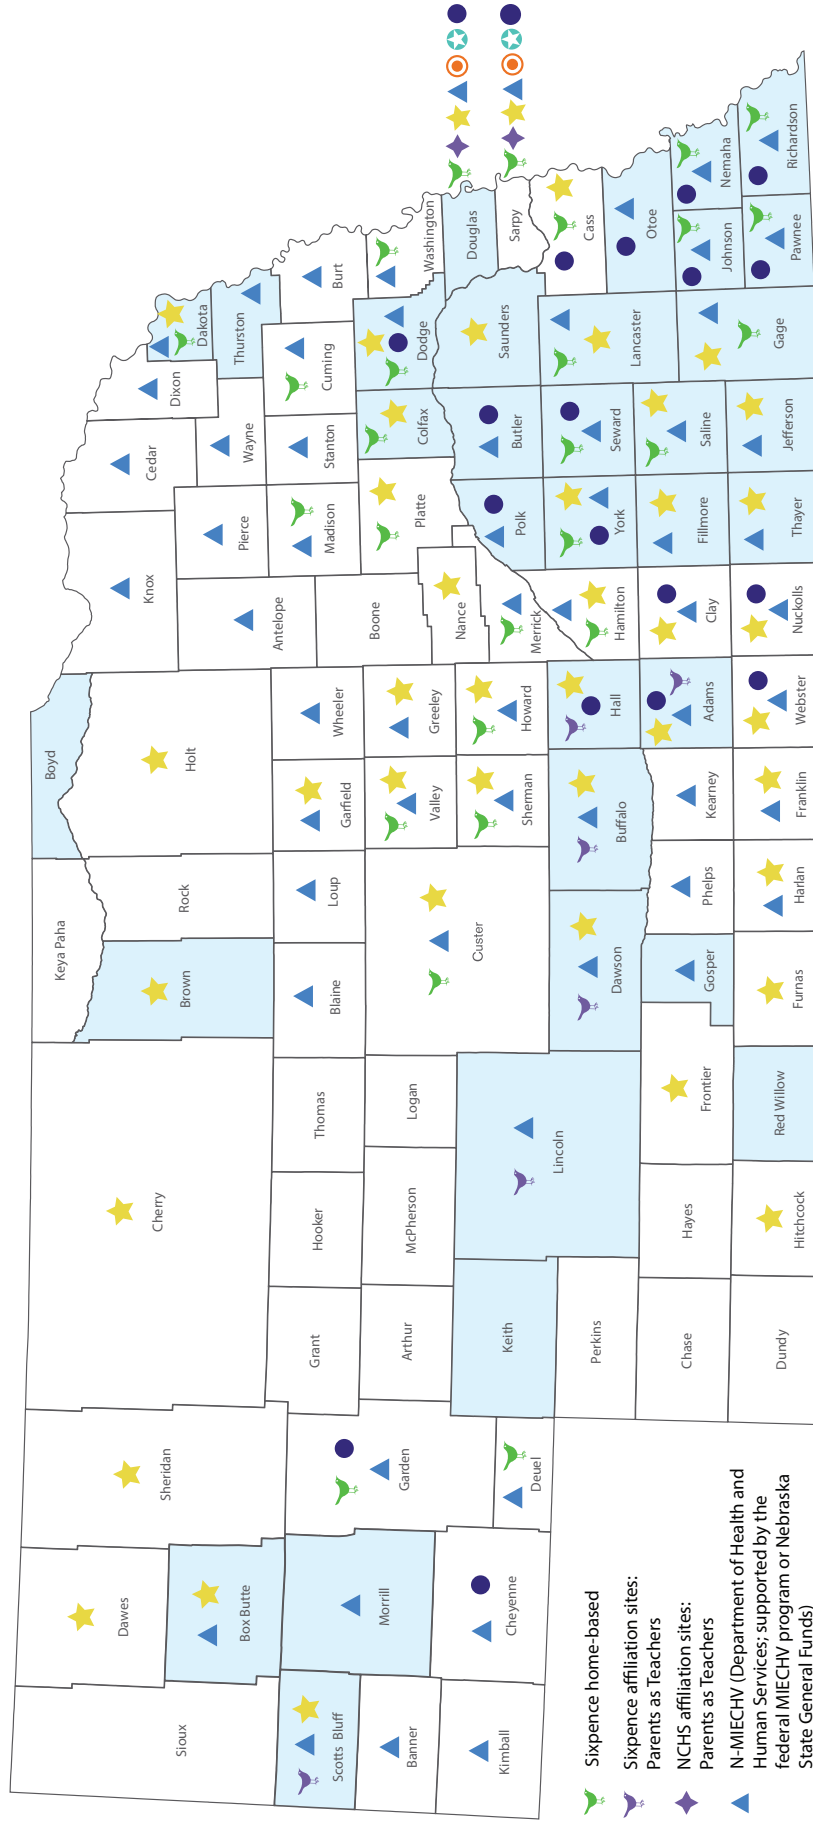 Sioux
Dawes
Sheridan
Cherry
Keya Paha
Boyd
Knox
Cedar
Dixon
Dakota
Box Butte
Brown
Rock
Holt
Antelope
Pierce
Wayne
Thurston
Scotts Bluff
Morrill
Garden
Grant
Hooker
Thomas
Blaine
Loup
Garfield
Wheeler
Boone
Madison
Stanton
Cuming
Burt
Banner
Arthur
McPherson
Logan
Custer
Valley
Greeley
Nance
Platte
Colfax
Dodge
Washington
Kimball
Cheyenne
Deuel
Keith
Lincoln
Sherman
Howard
Merrick
Polk
Butler
Saunders
Douglas
Sarpy
Perkins
Dawson
Buffalo
Hall
Hamilton
York
Seward
Lancaster
Cass
Otoe
Chase
Hayes
Frontier
Gosper
Phelps
Kearney
Adams
Clay
Fillmore
Saline
Gage
Johnson
Nemaha
Dundy
Hitchcock
Red Willow
Furnas
Harlan
Franklin
Webster
Nuckolls
Thayer
Jefferson
Pawnee
Richardson
Sixpence home-based
Sixpence affiliation sites:
Parents as Teachers
NCHS affiliation sites:
Parents as Teachers
N-MIECHV (Department of Health and
Human Services; supported by the
federal MIECHV program or Nebraska
State General Funds)